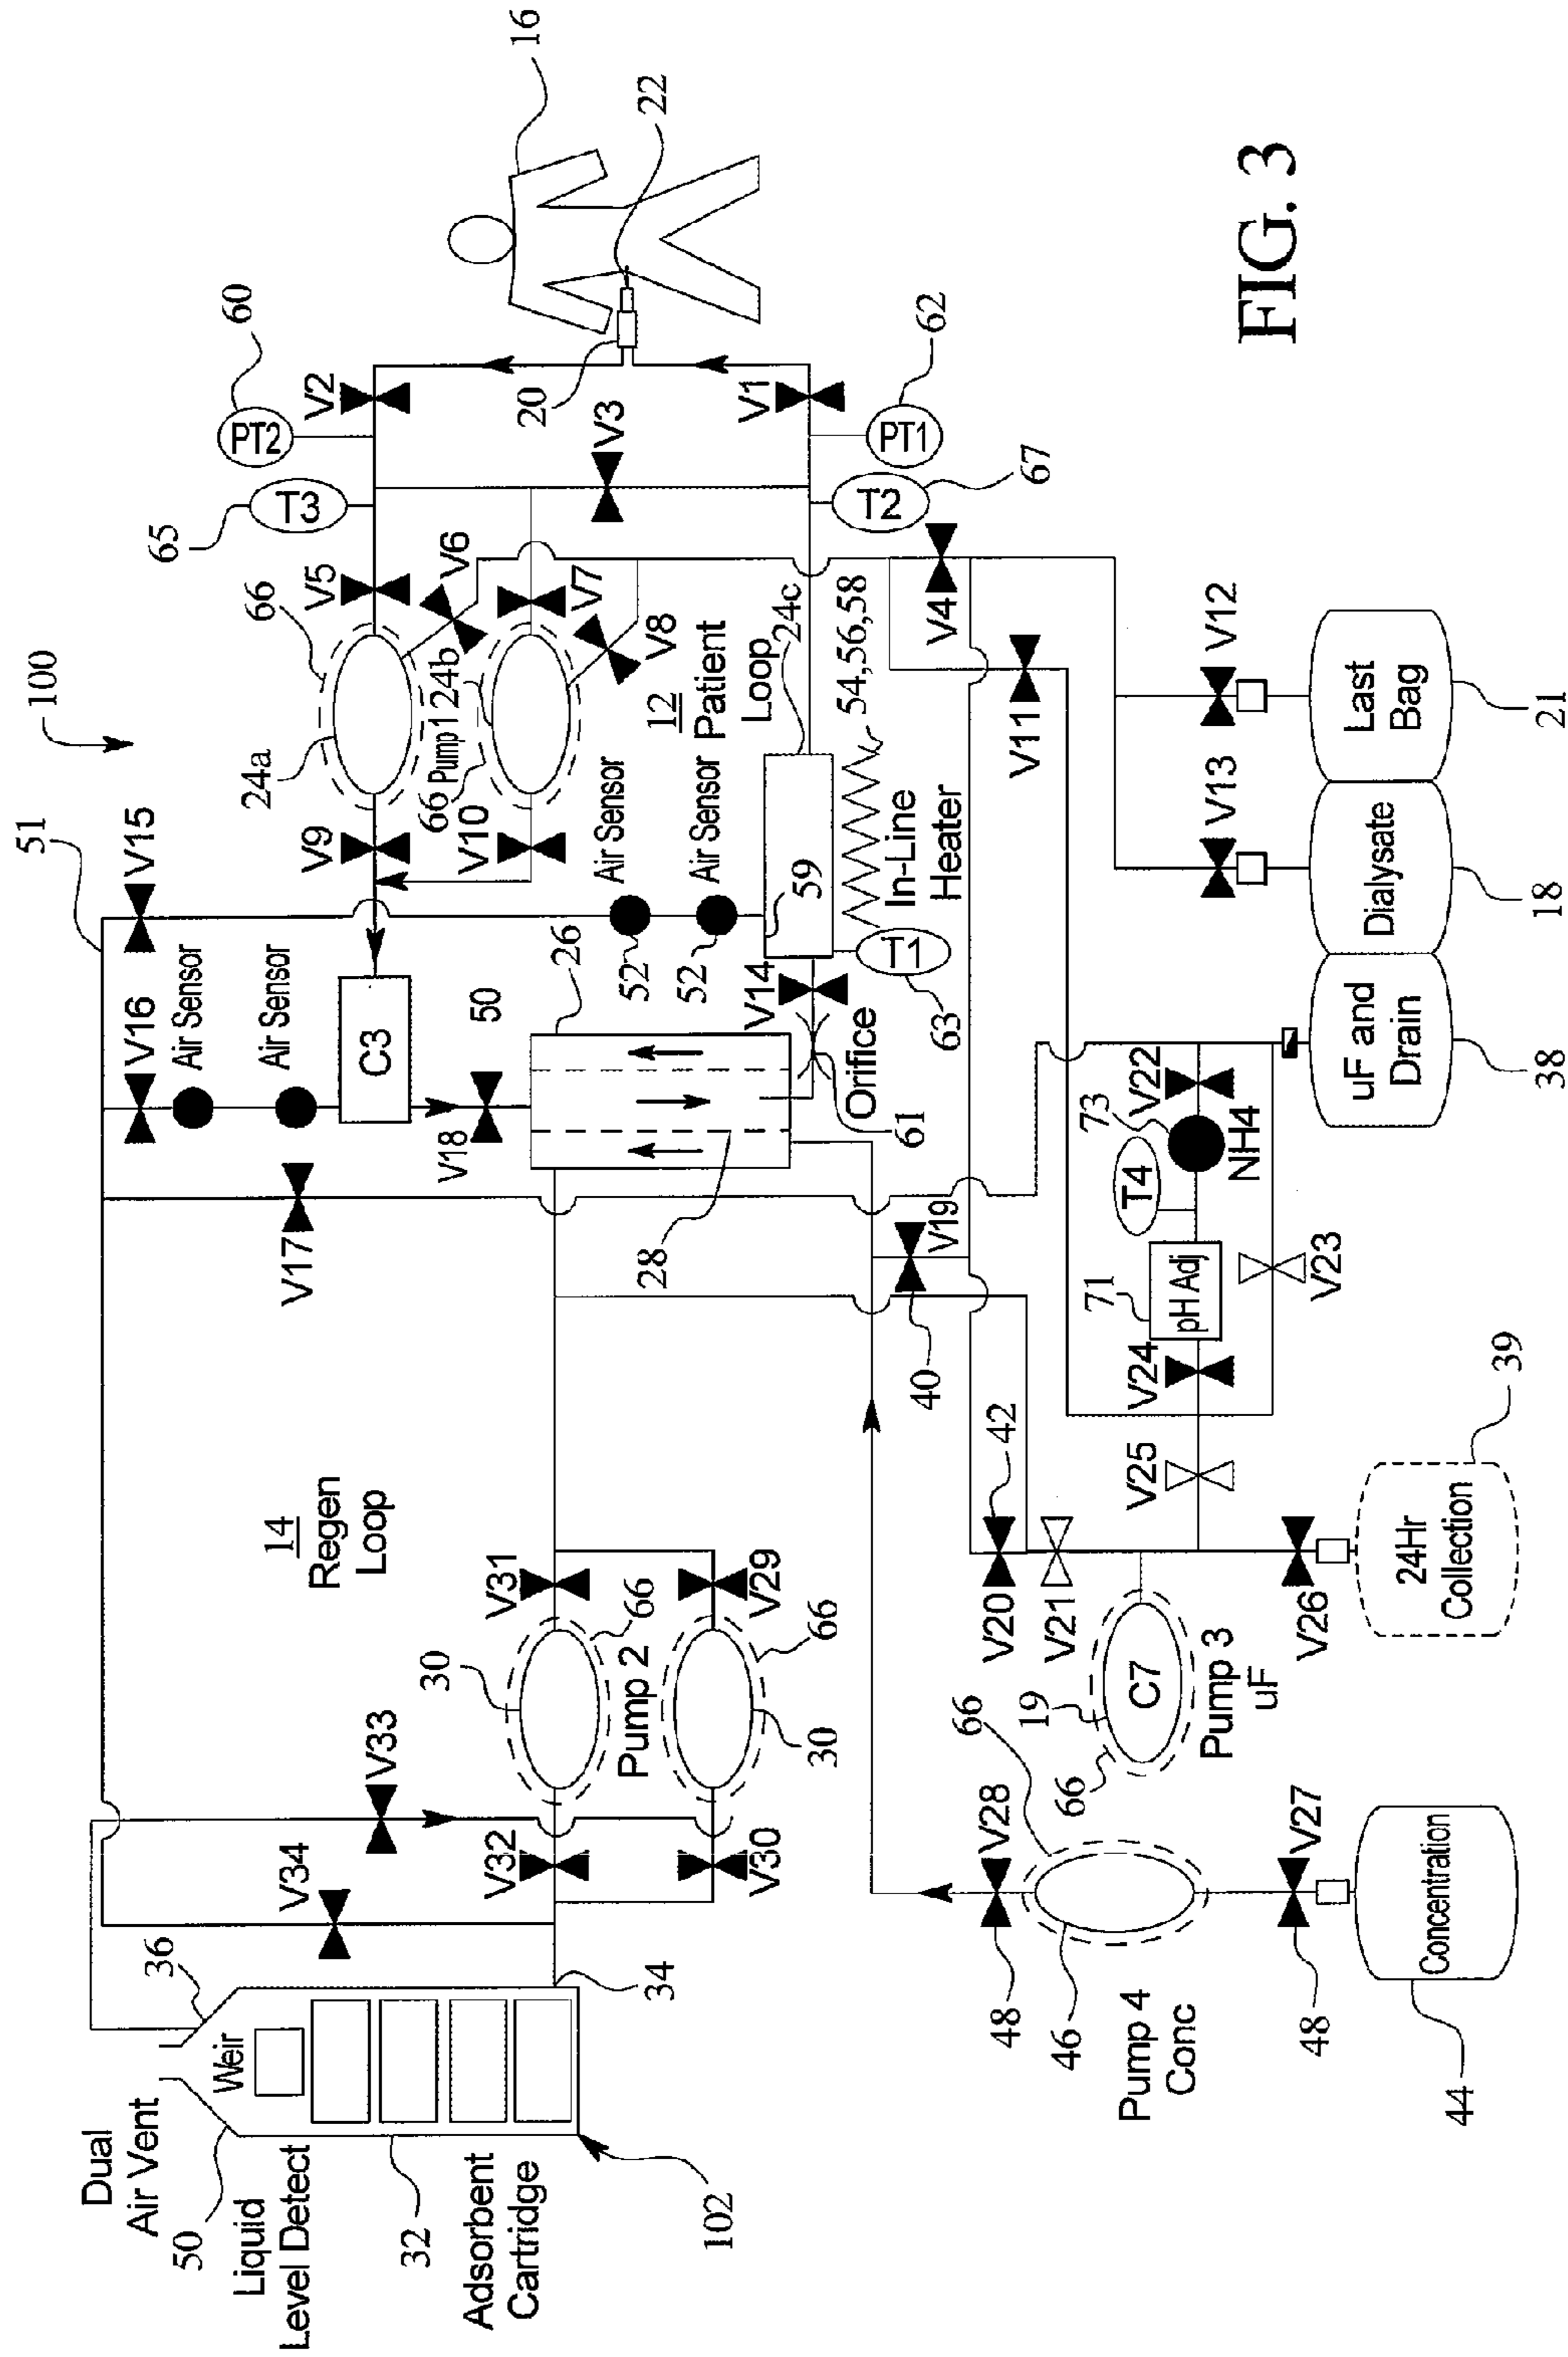 FIG. 3
100
51
16
22
20
60
PT2
V2
65
T3
V5
66
24a
V9
V6
V7
V8
66
Pump 1
24b
V10
V3
V1
PT1
62
T2
67
12
Patient
Loop
24c
54,56,58
In-Line
Heater
59
T1
63
V14
Orifice
61
Air Sensor
Air Sensor
52
52
V15
V16
Air Sensor
Air Sensor
C3
50
V18
26
28
V17
V4
V11
V12
V13
Last
Bag
21
Dialysate
18
uF and
Drain
38
V22
73
NH4
T4
71
pH Adj
V23
V24
V25
V19
40
42
V20
V21
V26
24Hr
Collection
39
14
Regen
Loop
V31
V29
66
66
30
Pump 2
30
V33
V34
V32
V30
36
34
Weir
Dual
Air Vent
50
Liquid
Level Detect
32
Adsorbent
Cartridge
102
66
19
C7
66
Pump 3
uF
V28
48
46
Pump 4
Conc
V27
48
Concentration
44